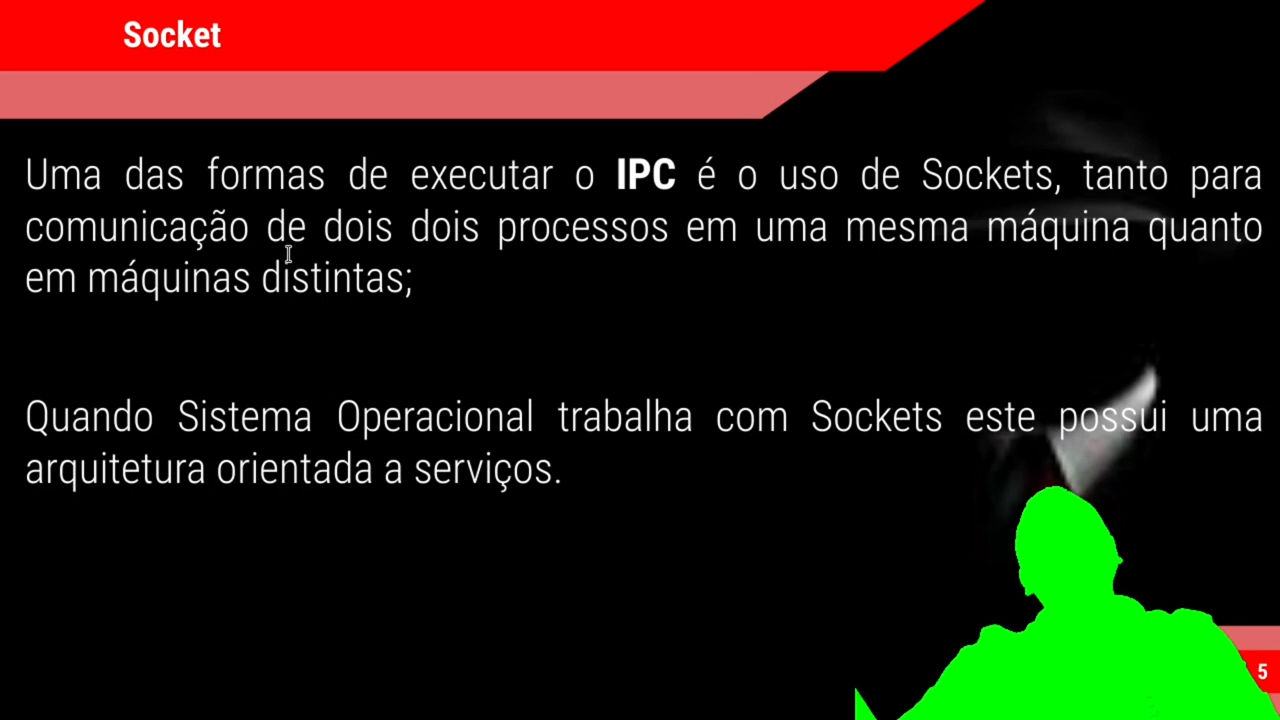 Socket
Uma das formas de executar o IPC é o uso de Sockets, tanto para
comunicação de dois dois processos em uma mesma máquina quanto
em máquinas distintas;
Quando Sistema Operacional trabalha com Sockets este possui uma
arquitetura orientada a serviços.
5